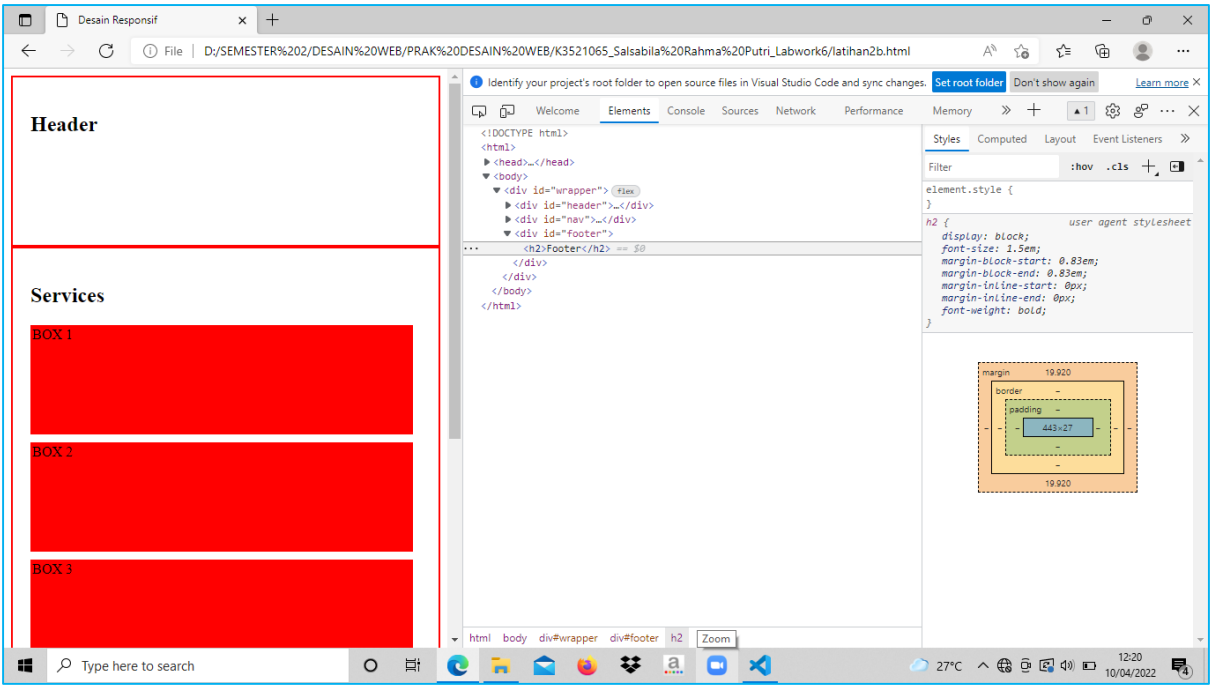 Desain Responsif
File | D:/SEMESTER%202/DESAIN%20WEB/PRAK%20DESAIN%20WEB/K3521065_Salsabila%20Rahma%20Putri_Labwork6/latihan2b.html
Header
Services
BOX 1
BOX 2
BOX 3
Identify your project's root folder to open source files in Visual Studio Code and sync changes. Set root folder Don't show again Learn more
Welcome Elements Console Sources Network Performance Memory 1
<!DOCTYPE html>
<html>
<head>…</head>
<body>
<div id="wrapper"> flex
<div id="header">…</div>
<div id="nav">…</div>
<div id="footer">
··· <h2>Footer</h2> == $0
</div>
</div>
</body>
</html>
html body div#wrapper div#footer h2 Zoom
Styles Computed Layout Event Listeners
Filter :hov .cls
element.style {
}
h2 { user agent stylesheet
display: block;
font-size: 1.5em;
margin-block-start: 0.83em;
margin-block-end: 0.83em;
margin-inline-start: 0px;
margin-inline-end: 0px;
font-weight: bold;
}
margin 19.920
border –
padding –
– – – 443×27 – – –
–
–
19.920
Type here to search a 27°C 12:20
10/04/2022 4